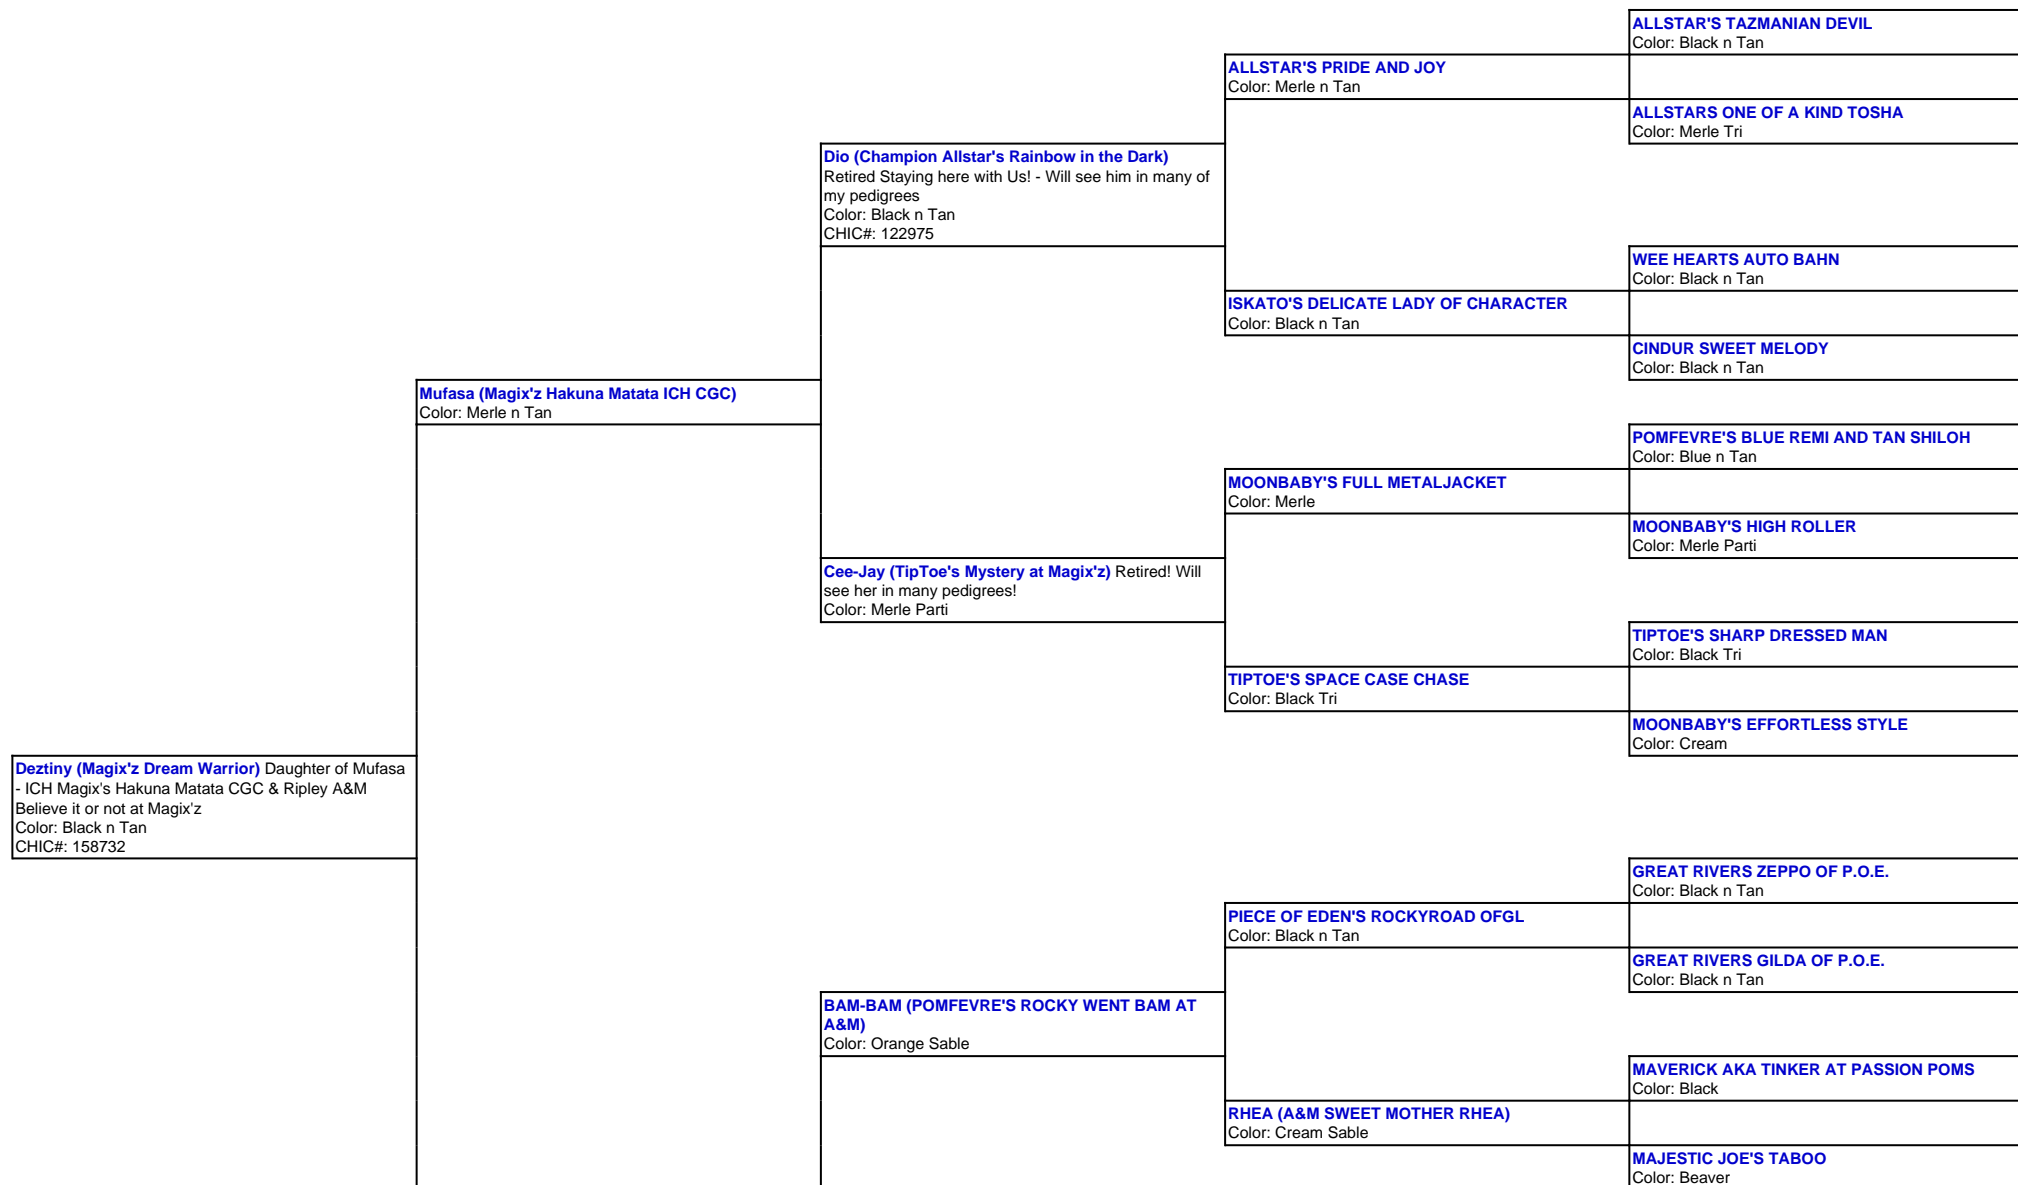 ALLSTAR'S TAZMANIAN DEVIL
Color: Black n Tan
ALLSTAR'S PRIDE AND JOY
Color: Merle n Tan
ALLSTARS ONE OF A KIND TOSHA
Color: Merle Tri
Dio (Champion Allstar's Rainbow in the Dark)
Retired Staying here with Us! - Will see him in many of
my pedigrees
Color: Black n Tan
CHIC#: 122975
WEE HEARTS AUTO BAHN
Color: Black n Tan
ISKATO'S DELICATE LADY OF CHARACTER
Color: Black n Tan
CINDUR SWEET MELODY
Color: Black n Tan
Mufasa (Magix'z Hakuna Matata ICH CGC)
Color: Merle n Tan
POMFEVRE'S BLUE REMI AND TAN SHILOH
Color: Blue n Tan
MOONBABY'S FULL METALJACKET
Color: Merle
MOONBABY'S HIGH ROLLER
Color: Merle Parti
Cee-Jay (TipToe's Mystery at Magix'z) Retired! Will
see her in many pedigrees!
Color: Merle Parti
TIPTOE'S SHARP DRESSED MAN
Color: Black Tri
TIPTOE'S SPACE CASE CHASE
Color: Black Tri
MOONBABY'S EFFORTLESS STYLE
Color: Cream
Deztiny (Magix'z Dream Warrior) Daughter of Mufasa
- ICH Magix's Hakuna Matata CGC & Ripley A&M
Believe it or not at Magix'z
Color: Black n Tan
CHIC#: 158732
GREAT RIVERS ZEPPO OF P.O.E.
Color: Black n Tan
PIECE OF EDEN'S ROCKYROAD OFGL
Color: Black n Tan
GREAT RIVERS GILDA OF P.O.E.
Color: Black n Tan
BAM-BAM (POMFEVRE'S ROCKY WENT BAM AT
A&M)
Color: Orange Sable
MAVERICK AKA TINKER AT PASSION POMS
Color: Black
RHEA (A&M SWEET MOTHER RHEA)
Color: Cream Sable
MAJESTIC JOE'S TABOO
Color: Beaver